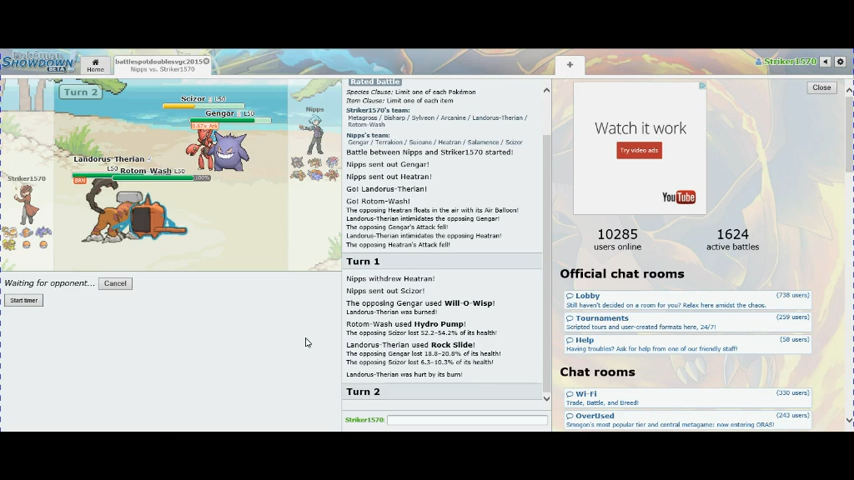 Pokémon
SHOWDOWN
BETA
Home
battlespotdoublesvgc2015
Nipps vs. Striker1570
+
Striker1570
Turn 2
Scizor L50
Gengar L50
0.67x Atk
Nipps
Landorus-Therian
L50
Rotom-Wash L50
BRN
100%
Striker1570
Waiting for opponent...
Cancel
Start timer
Rated battle
Species Clause: Limit one of each Pokémon
Item Clause: Limit one of each item
Striker1570's team:
Metagross / Bisharp / Sylveon / Arcanine / Landorus-Therian /
Rotom-Wash
Nipps's team:
Gengar / Terrakion / Suicune / Heatran / Salamence / Scizor
Battle between Nipps and Striker1570 started!
Nipps sent out Gengar!
Nipps sent out Heatran!
Go! Landorus-Therian!
Go! Rotom-Wash!
The opposing Heatran floats in the air with its Air Balloon!
Landorus-Therian intimidates the opposing Gengar!
The opposing Gengar's Attack fell!
Landorus-Therian intimidates the opposing Heatran!
The opposing Heatran's Attack fell!
Turn 1
Nipps withdrew Heatran!
Nipps sent out Scizor!
The opposing Gengar used Will-O-Wisp!
Landorus-Therian was burned!
Rotom-Wash used Hydro Pump!
The opposing Scizor lost 52.2–54.2% of its health!
Landorus-Therian used Rock Slide!
The opposing Gengar lost 18.8–20.8% of its health!
The opposing Scizor lost 6.3–10.3% of its health!
Landorus-Therian was hurt by its burn!
Turn 2
Striker1570:
Close
Watch it work
Try video ads
YouTube
10285
users online
1624
active battles
Official chat rooms
Lobby
(738 users)
Still haven't decided on a room for you? Relax here amidst the chaos.
Tournaments
(259 users)
Scripted tours and user-created formats here, 24/7!
Help
(58 users)
Having troubles? Ask for help from one of our friendly staff!
Chat rooms
Wi-Fi
(330 users)
Trade, Battle, and Breed!
OverUsed
(243 users)
Smogon's most popular tier and central metagame: now entering ORAS!